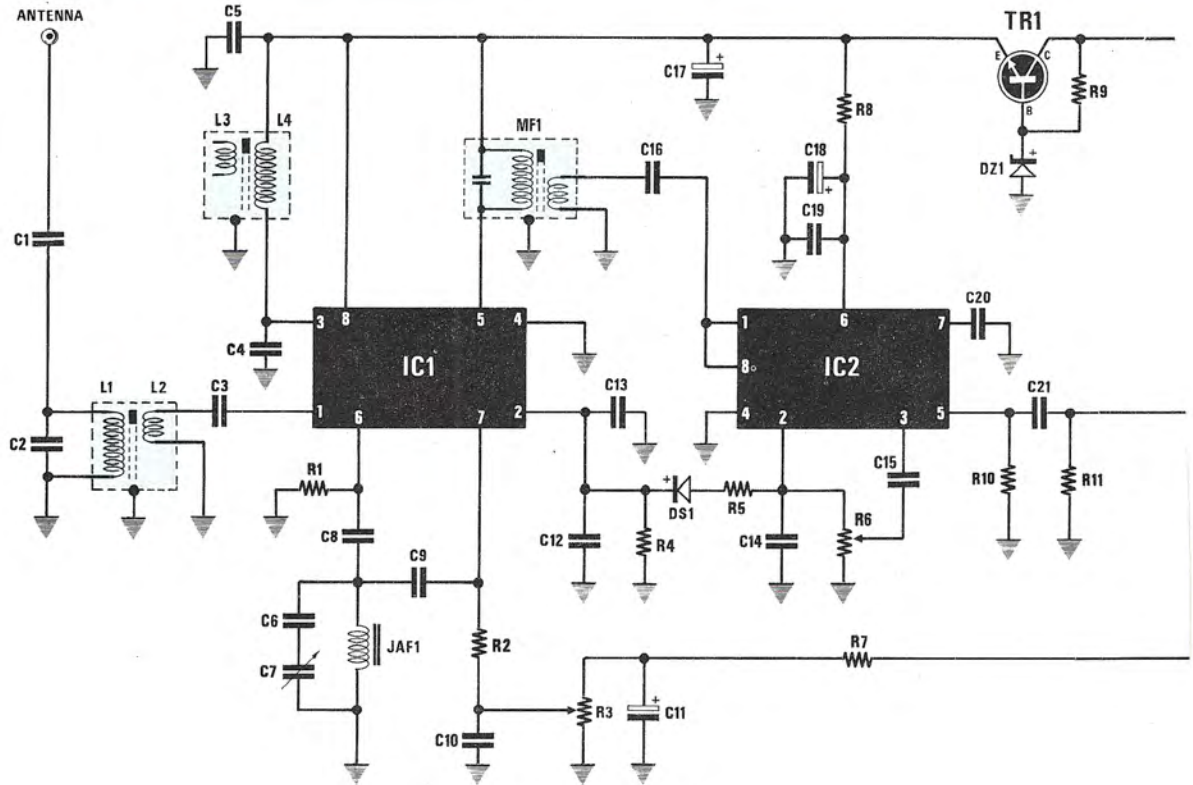 ANTENNA
C5
TR1
E
C
B
C17
+
R9
L3
L4
MF1
R8
C16
C18
+
DZ1
+
C19
C1
3
8
5
4
1
6
7
C20
C4
IC1
8
IC2
L1
L2
C3
C13
C21
1
6
7
2
4
2
3
5
C2
C15
R1
+
DS1
R5
R6
R10
R11
C8
C12
R4
C14
C9
C6
JAF1
R2
R7
C7
R3
+
C11
C10